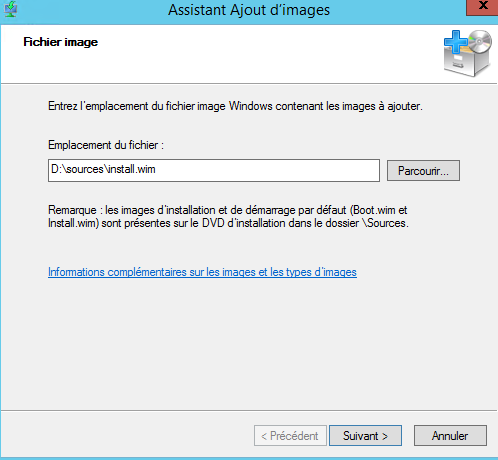 Assistant Ajout d'images
x
Fichier image
Entrez l'emplacement du fichier image Windows contenant les images à ajouter.
Emplacement du fichier :
D:\sources\install.wim
Parcourir...
Remarque : les images d'installation et de démarrage par défaut (Boot.wim et
Install.wim) sont présentes sur le DVD d'installation dans le dossier \Sources.
Informations complémentaires sur les images et les types d'images
< Précédent
Suivant >
Annuler